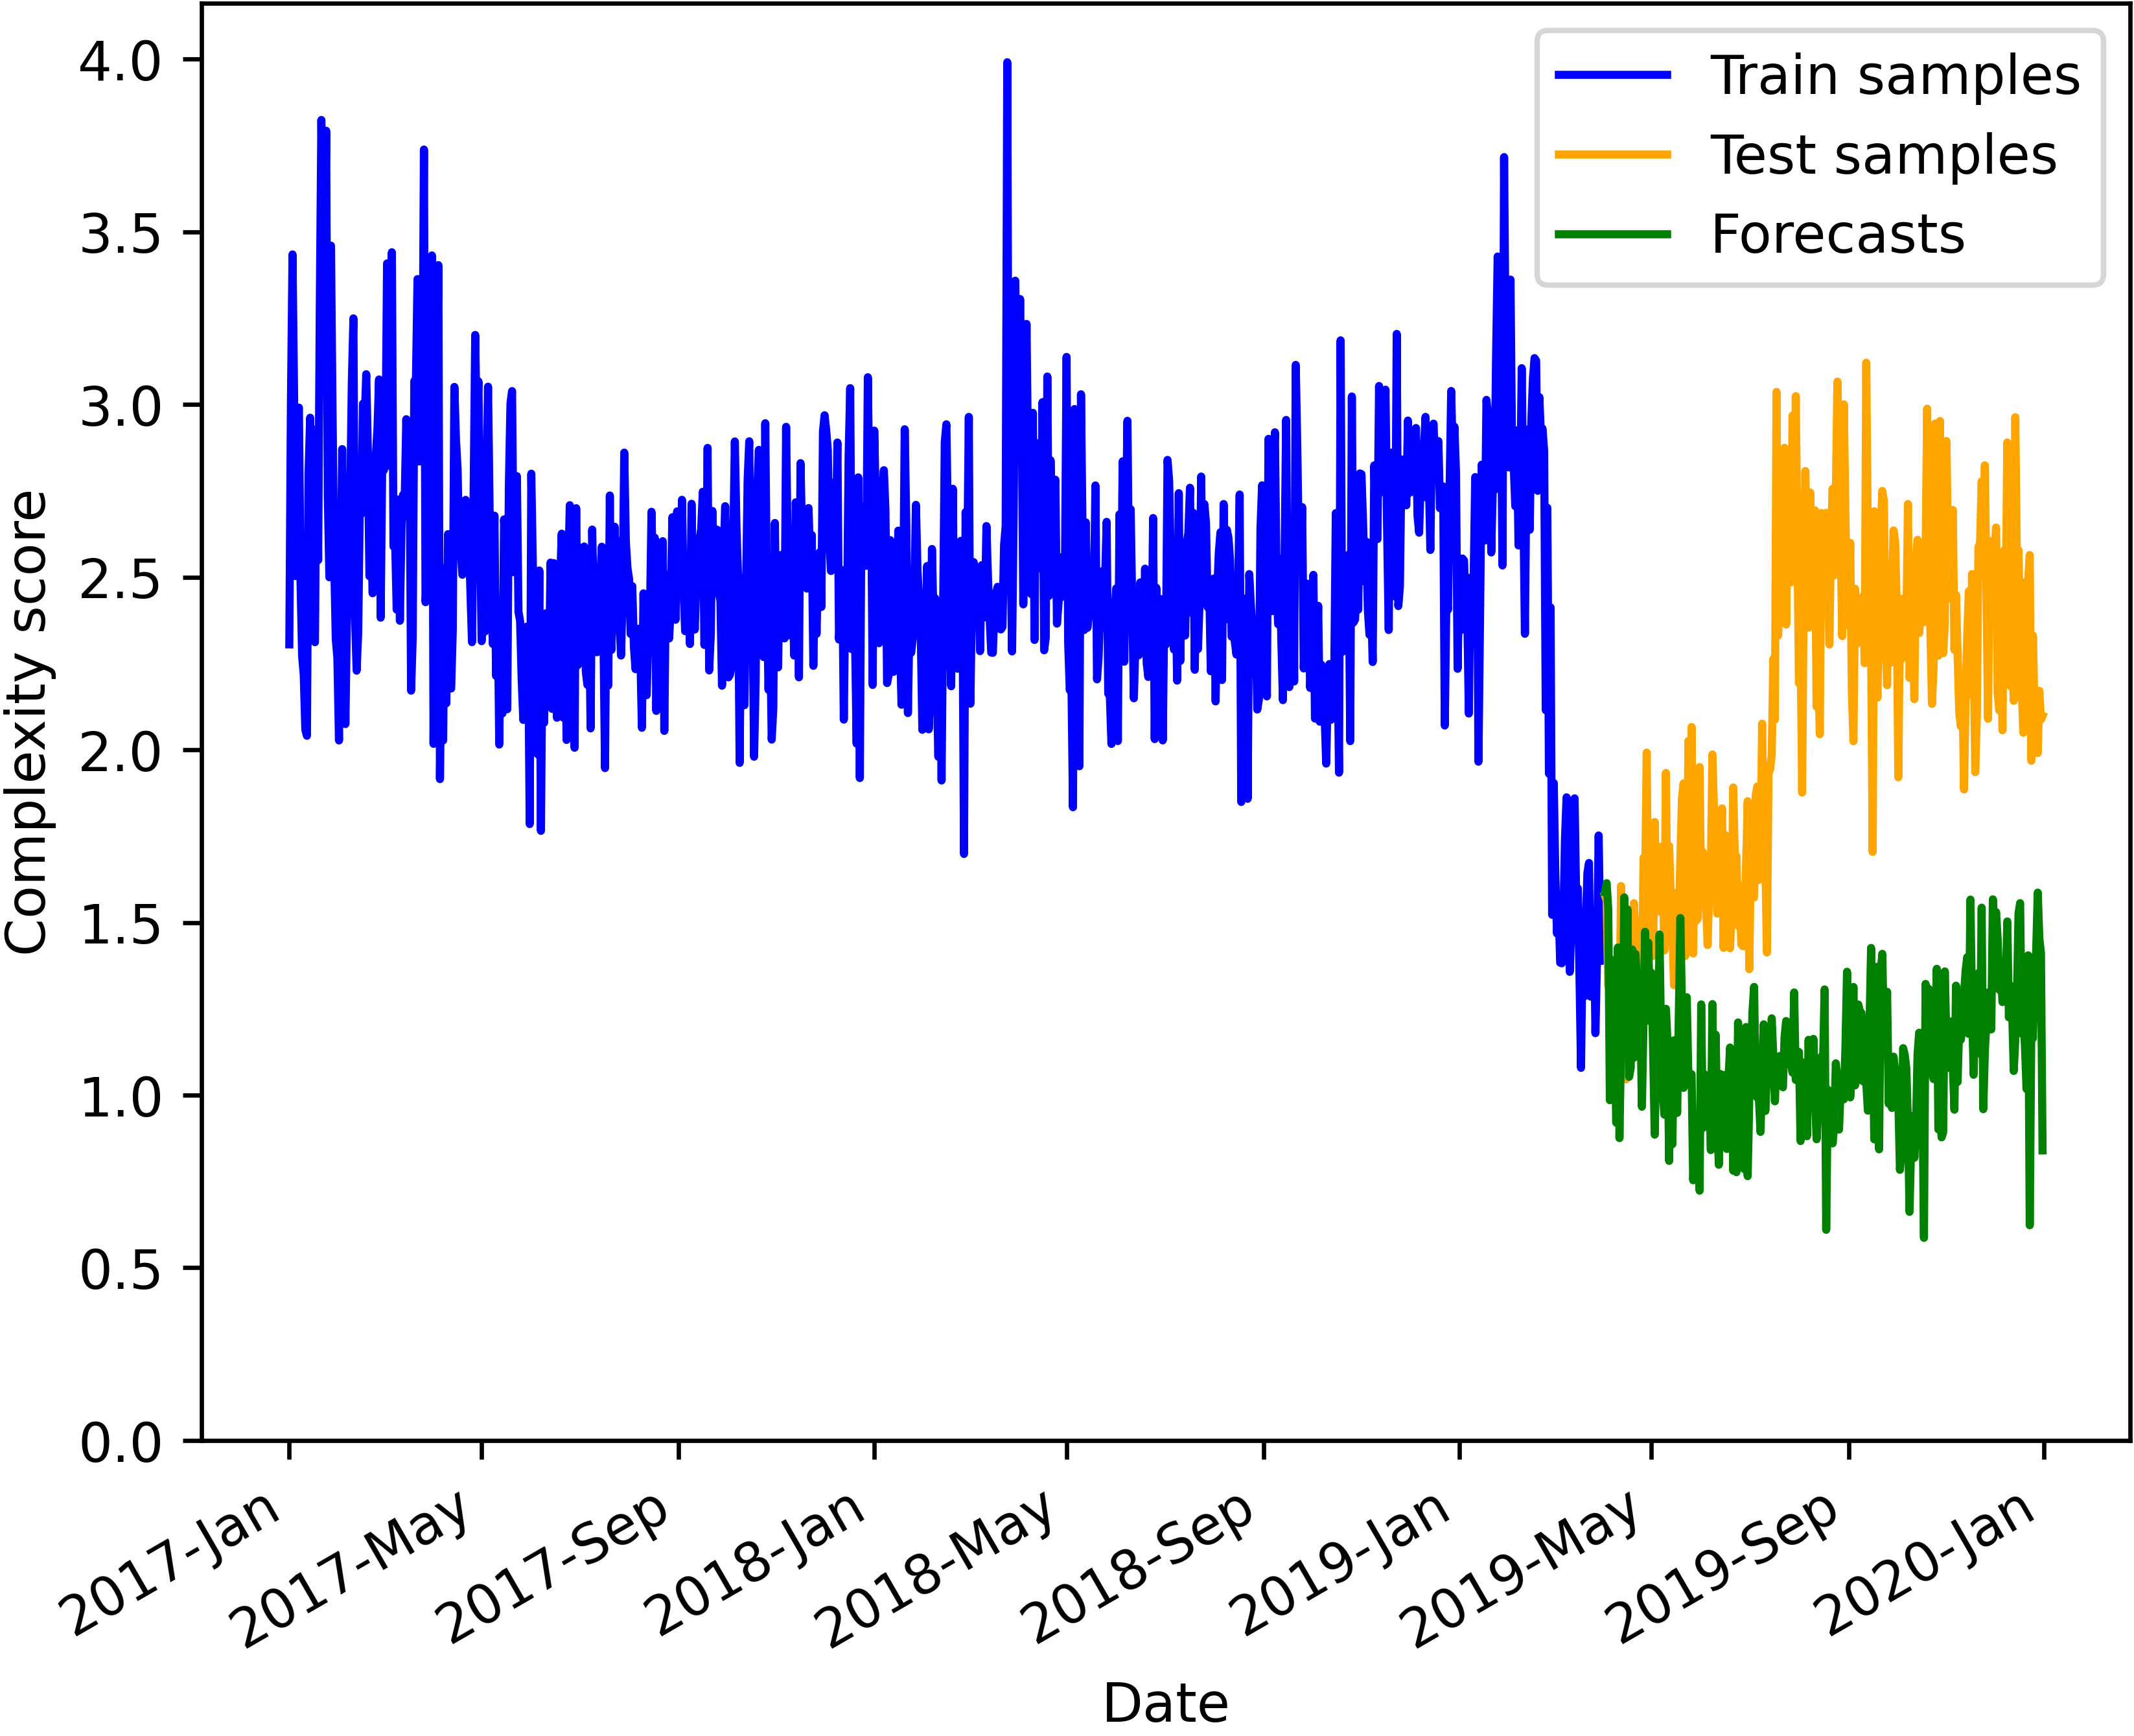 Train samples
Test samples
Forecasts
Complexity score
4.0
3.5
3.0
2.5
2.0
1.5
1.0
0.5
0.0
2017-Jan
2017-May
2017-Sep
2018-Jan
2018-May
2018-Sep
2019-Jan
2019-May
2019-Sep
2020-Jan
Date